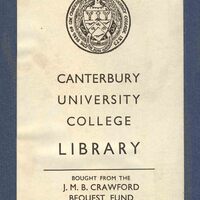 CANTERBURY
UNIVERSITY
COLLEGE
LIBRARY
BOUGHT FROM THE
J. M. B. CRAWFORD
BEQUEST FUND